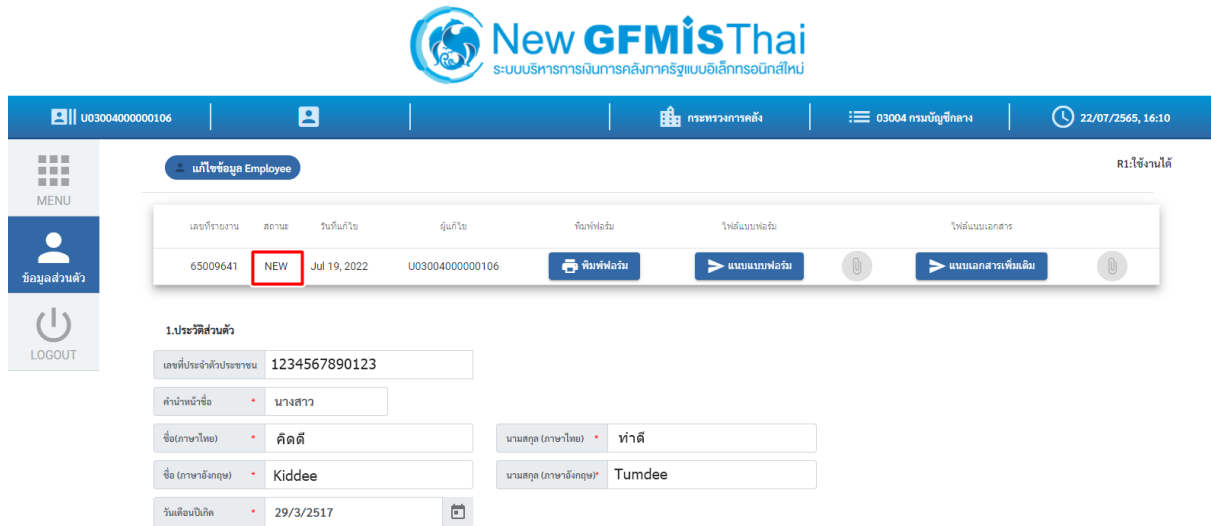 New GFMIS Thai
ระบบบริหารการเงินการคลังภาครัฐแบบอิเล็กทรอนิกส์ใหม่
U03004000000106 กระทรวงการคลัง 03004 กรมบัญชีกลาง 22/07/2565, 16:10
MENU
ข้อมูลส่วนตัว
LOGOUT
แก้ไขข้อมูล Employee R1:ใช้งานได้
เลขที่รายงาน สถานะ วันที่แก้ไข ผู้แก้ไข พิมพ์ฟอร์ม ไฟล์แบบฟอร์ม ไฟล์แนบเอกสาร
65009641 NEW Jul 19, 2022 U03004000000106 พิมพ์ฟอร์ม แนบแบบฟอร์ม แนบเอกสารเพิ่มเติม
1.ประวัติส่วนตัว
เลขที่ประจำตัวประชาชน 1234567890123
คำนำหน้าชื่อ * นางสาว
ชื่อ(ภาษาไทย) * คิดดี นามสกุล (ภาษาไทย) * ทำดี
ชื่อ (ภาษาอังกฤษ) * Kiddee นามสกุล (ภาษาอังกฤษ)* Tumdee
วันเดือนปีเกิด * 29/3/2517